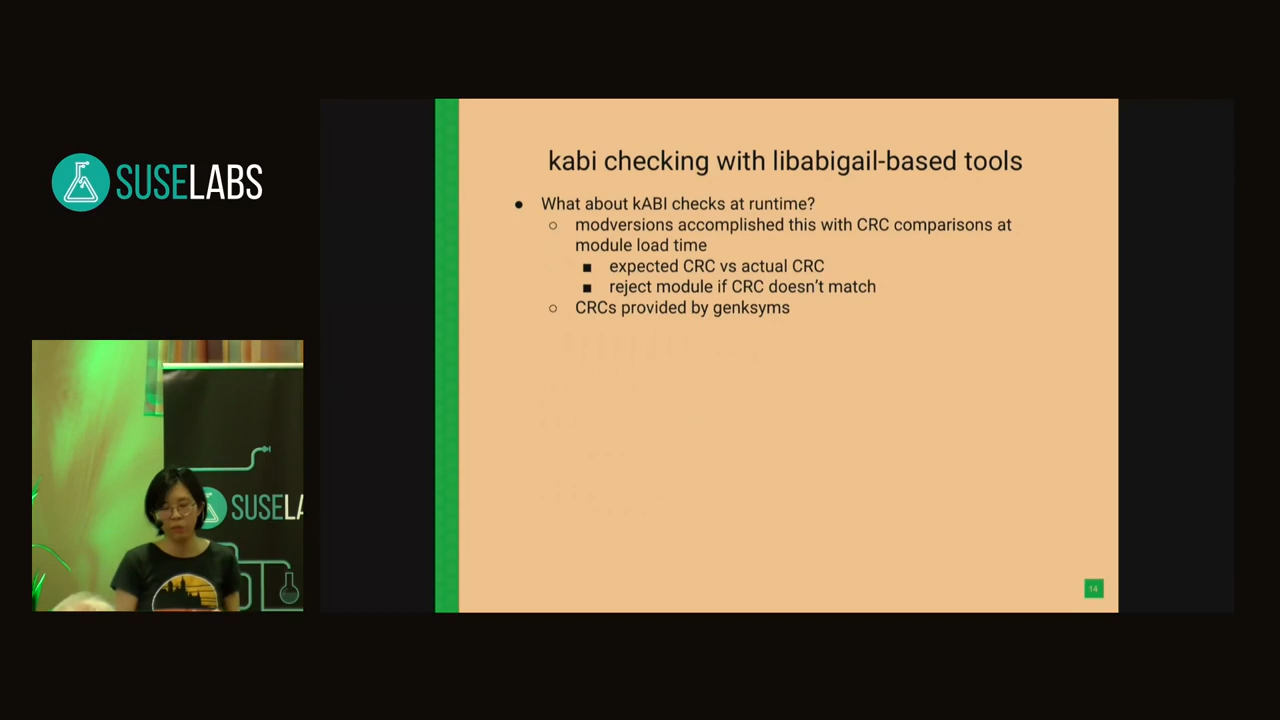 SUSELABS
kabi checking with libabigail-based tools
● What about kABI checks at runtime?
○ modversions accomplished this with CRC comparisons at
module load time
■ expected CRC vs actual CRC
■ reject module if CRC doesn't match
○ CRCs provided by genksyms
SUSELA
14